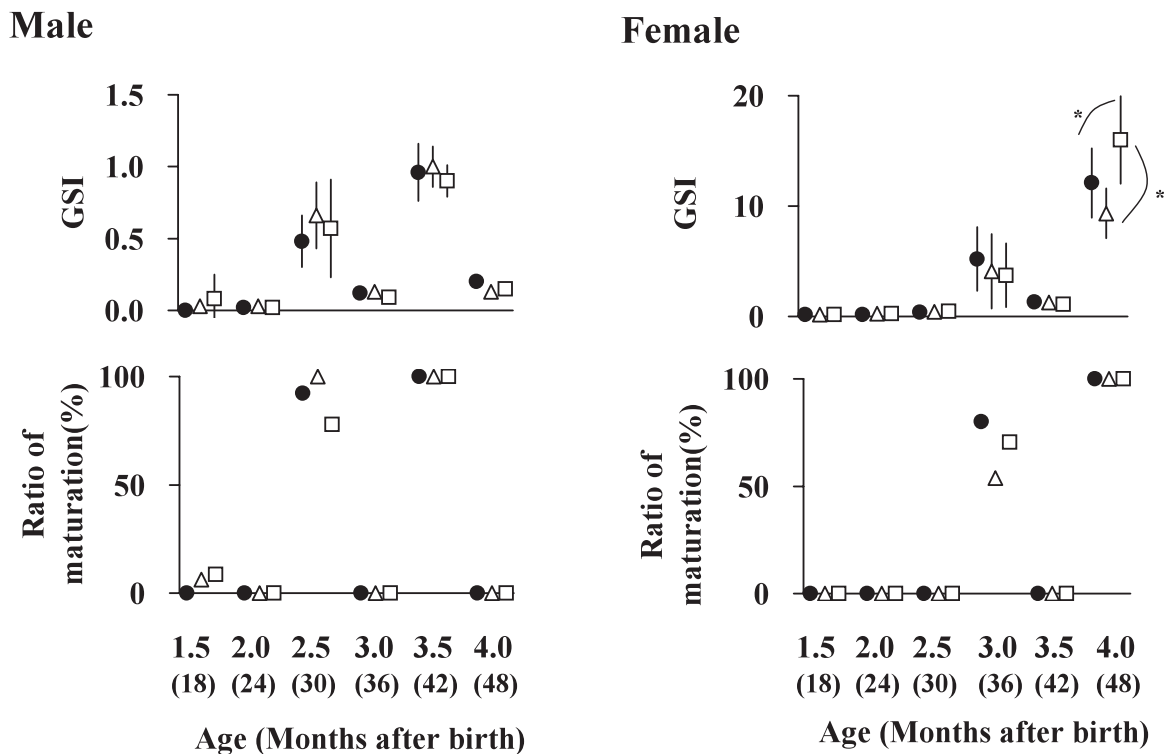 Male
1.5
1.0
0.5
0.0
GSI
100
50
0
Ratio of
maturation(%)
1.5 2.0 2.5 3.0 3.5 4.0
(18) (24) (30) (36) (42) (48)
Age (Months after birth)
Female
20
10
0
GSI
*
*
100
50
0
Ratio of
maturation(%)
1.5 2.0 2.5 3.0 3.5 4.0
(18) (24) (30) (36) (42) (48)
Age (Months after birth)